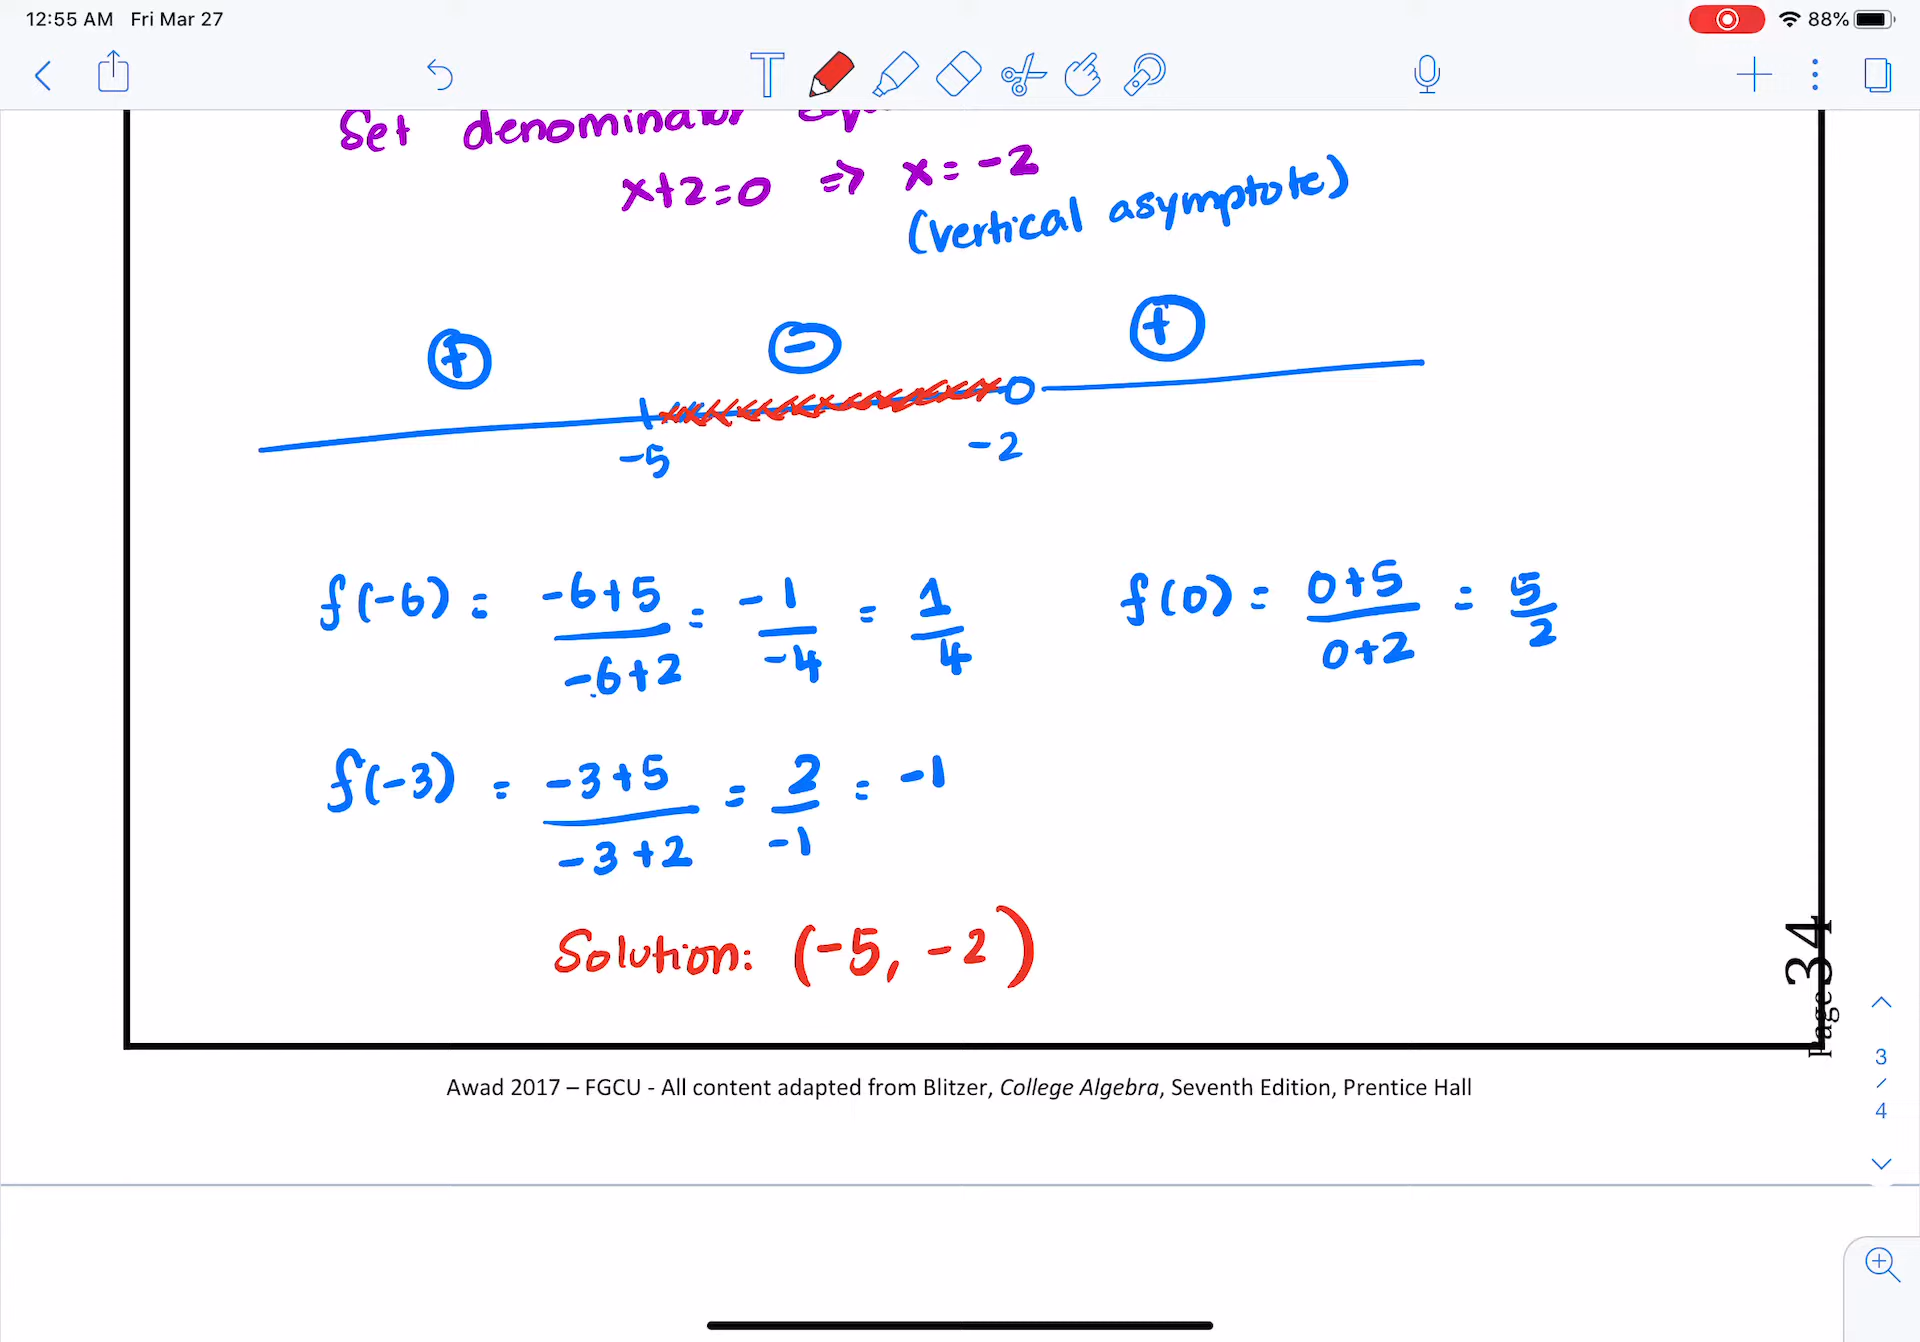 12:55 AM Fri Mar 27
88%
Set denominator
x+2=0 ⇒ x=-2
(vertical asymptote)
+ - +
-5 -2
f(-6) = -6+5/-6+2 = -1/-4 = 1/4
f(0) = 0+5/0+2 = 5/2
f(-3) = -3+5/-3+2 = 2/-1 = -1
Solution: (-5, -2)
Page 34
Awad 2017 – FGCU - All content adapted from Blitzer, College Algebra, Seventh Edition, Prentice Hall
3
/
4